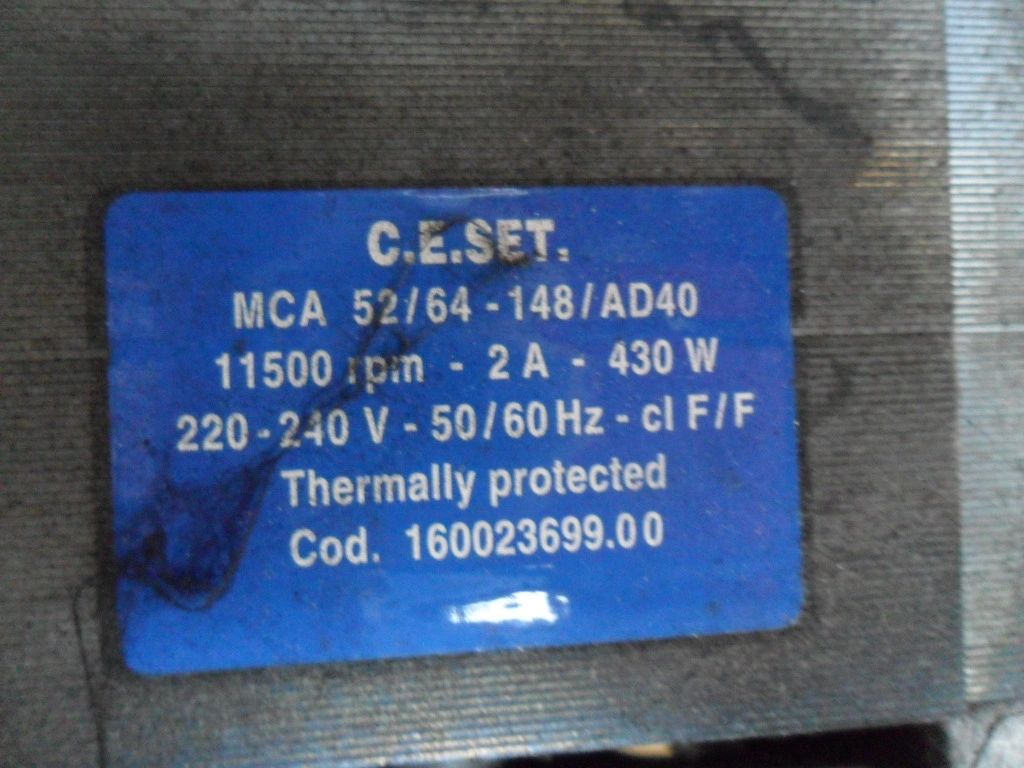 C.E.SET.
MCA 52/64 - 148/AD40
11500 rpm - 2 A - 430 W
220 - 240 V - 50/60 Hz - cl F/F
Thermally protected
Cod. 160023699.00